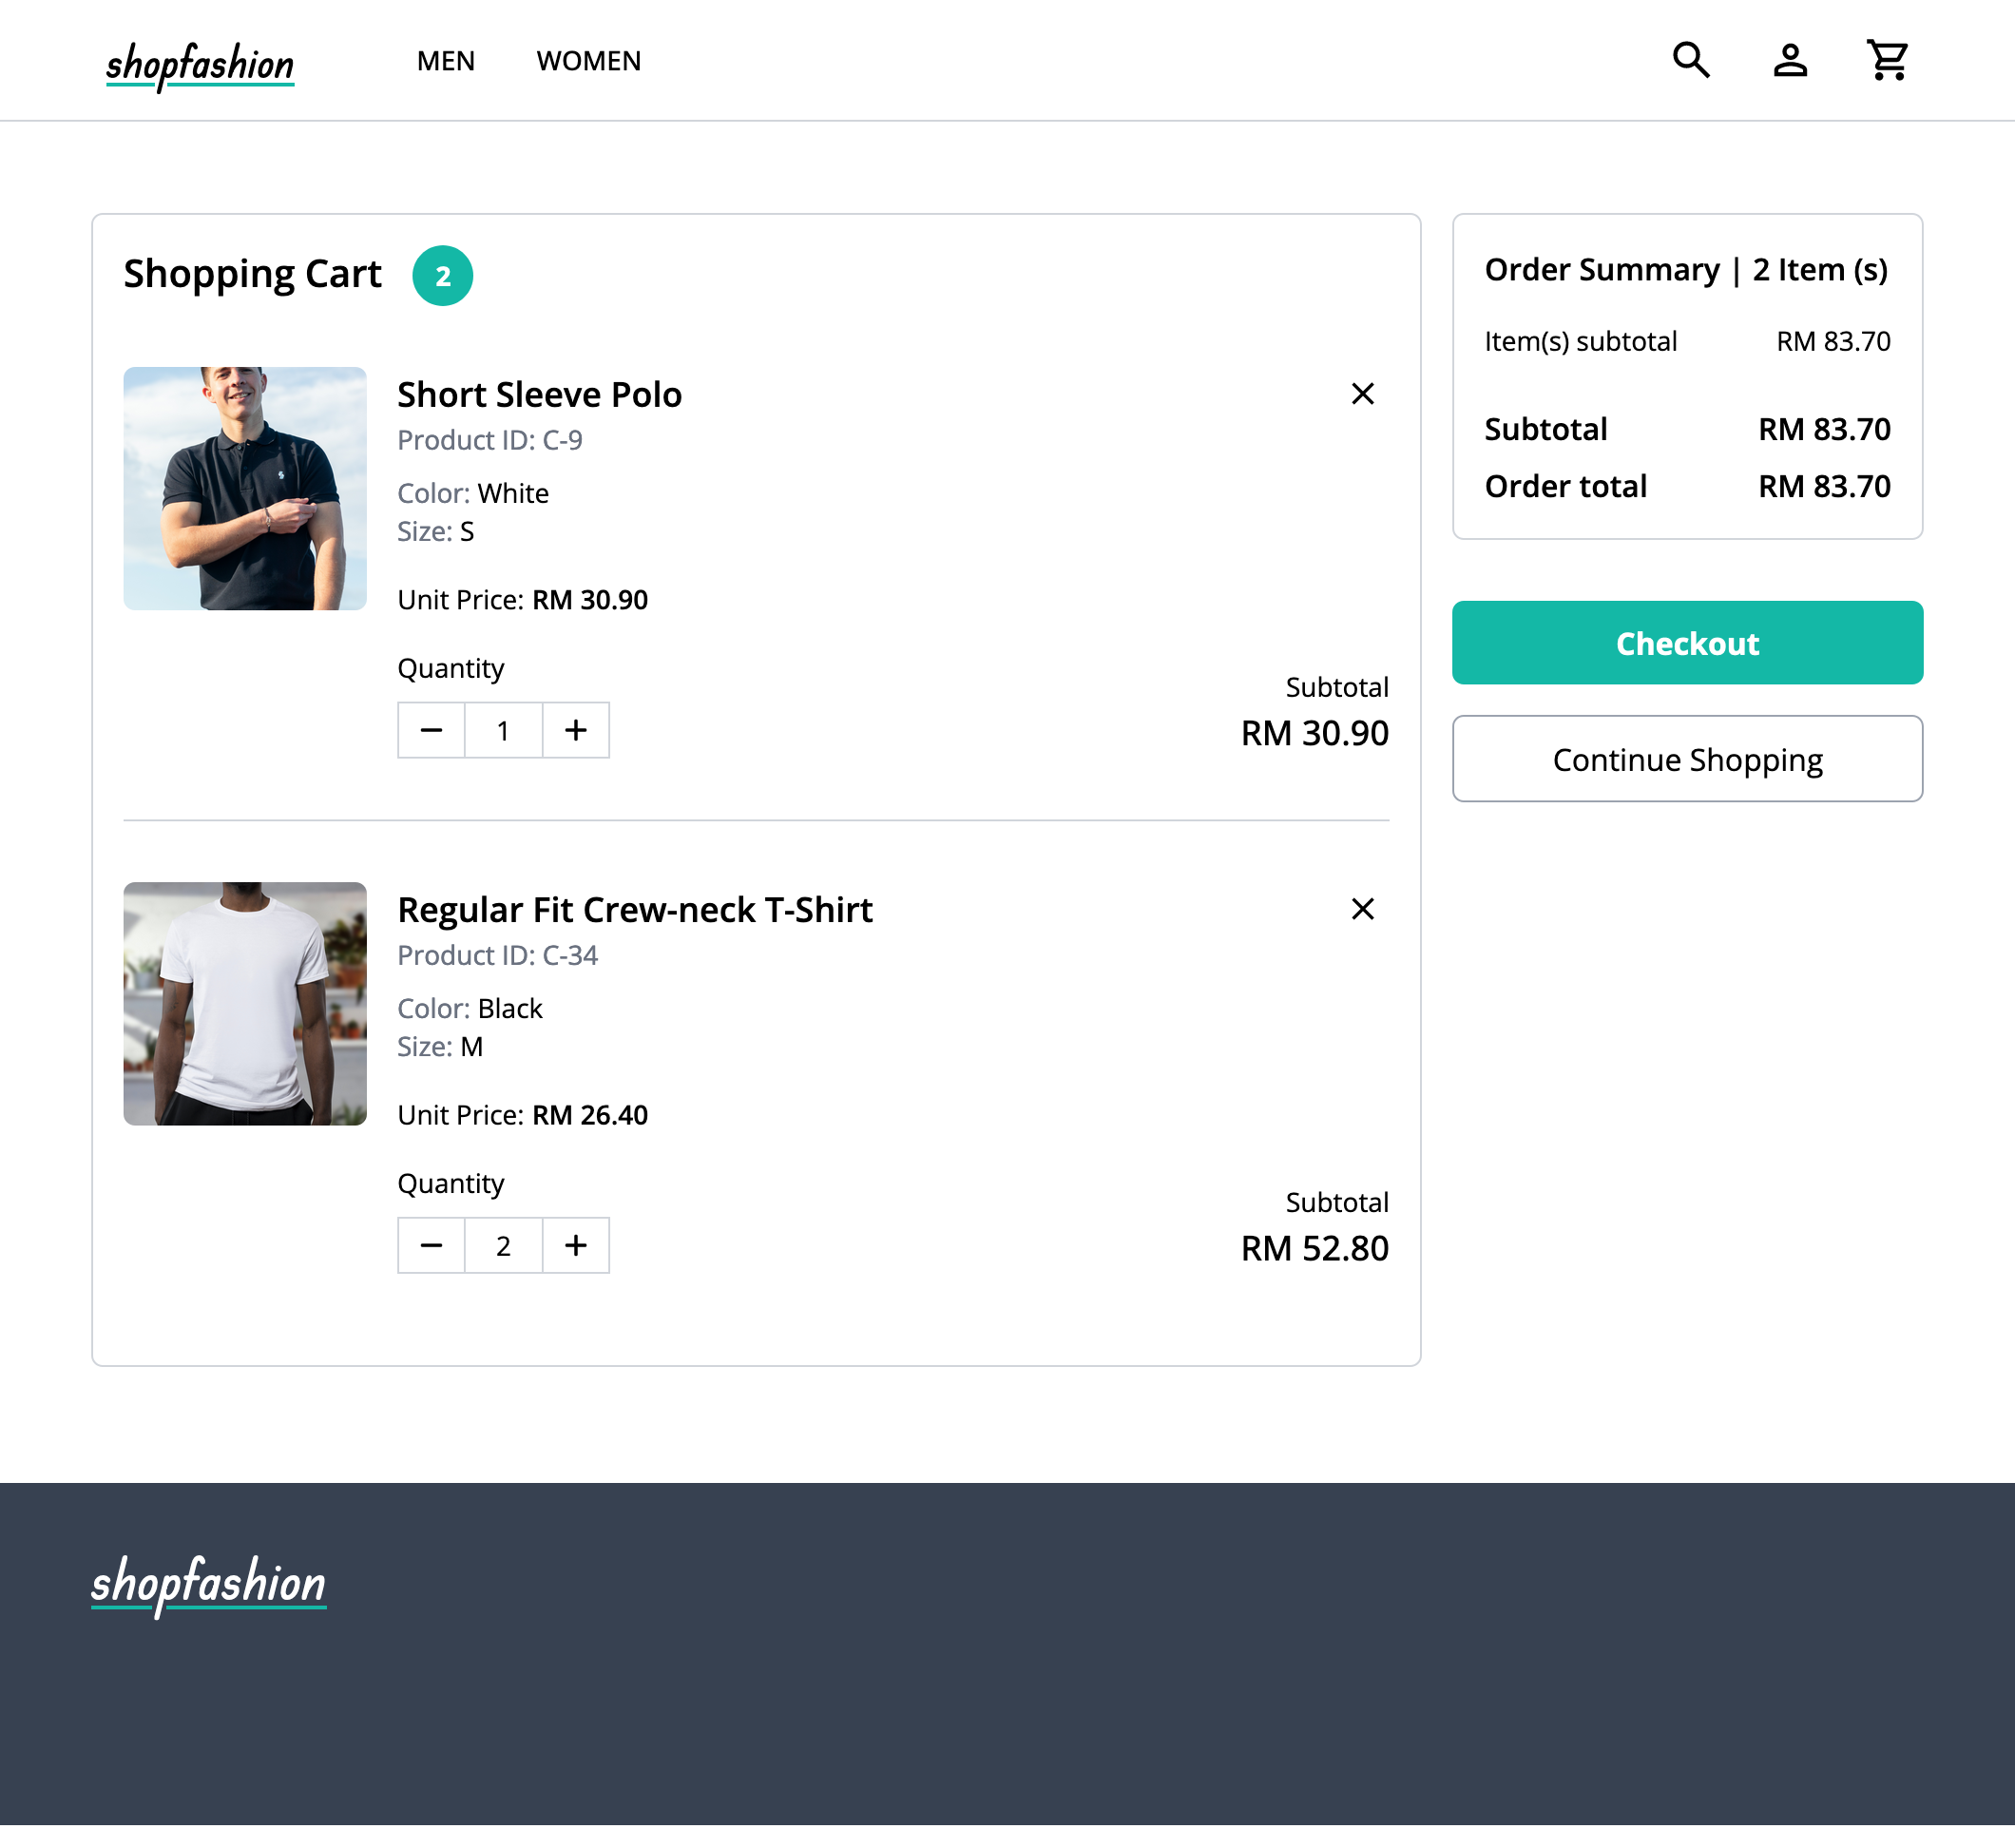 shopfashion
MEN
WOMEN
Shopping Cart 2
Short Sleeve Polo
Product ID: C-9
Color: White
Size: S
Unit Price: RM 30.90
Quantity
1
Subtotal
RM 30.90
Regular Fit Crew-neck T-Shirt
Product ID: C-34
Color: Black
Size: M
Unit Price: RM 26.40
Quantity
2
Subtotal
RM 52.80
Order Summary | 2 Item (s)
Item(s) subtotal RM 83.70
Subtotal RM 83.70
Order total RM 83.70
Checkout
Continue Shopping
shopfashion